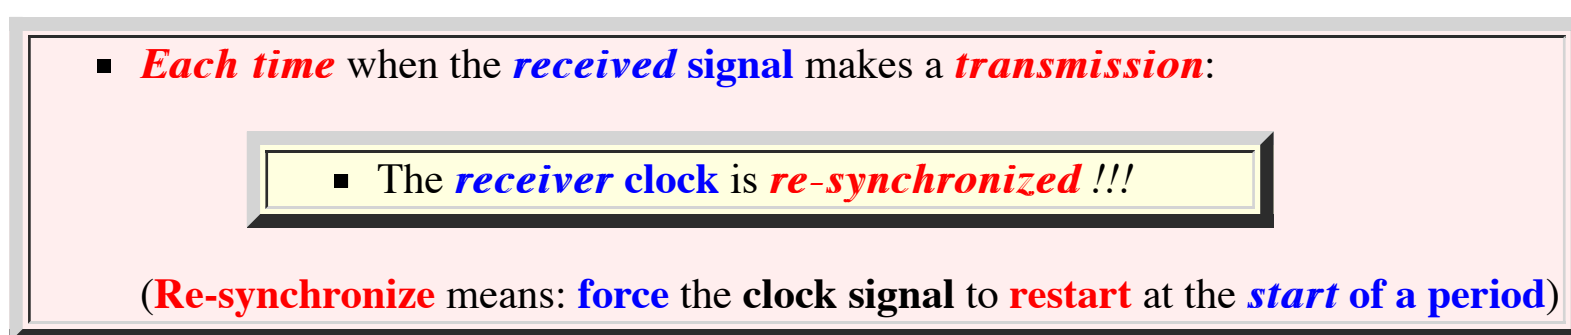 Each time when the received signal makes a transmission:
The receiver clock is re-synchronized !!!
(Re-synchronize means: force the clock signal to restart at the start of a period)